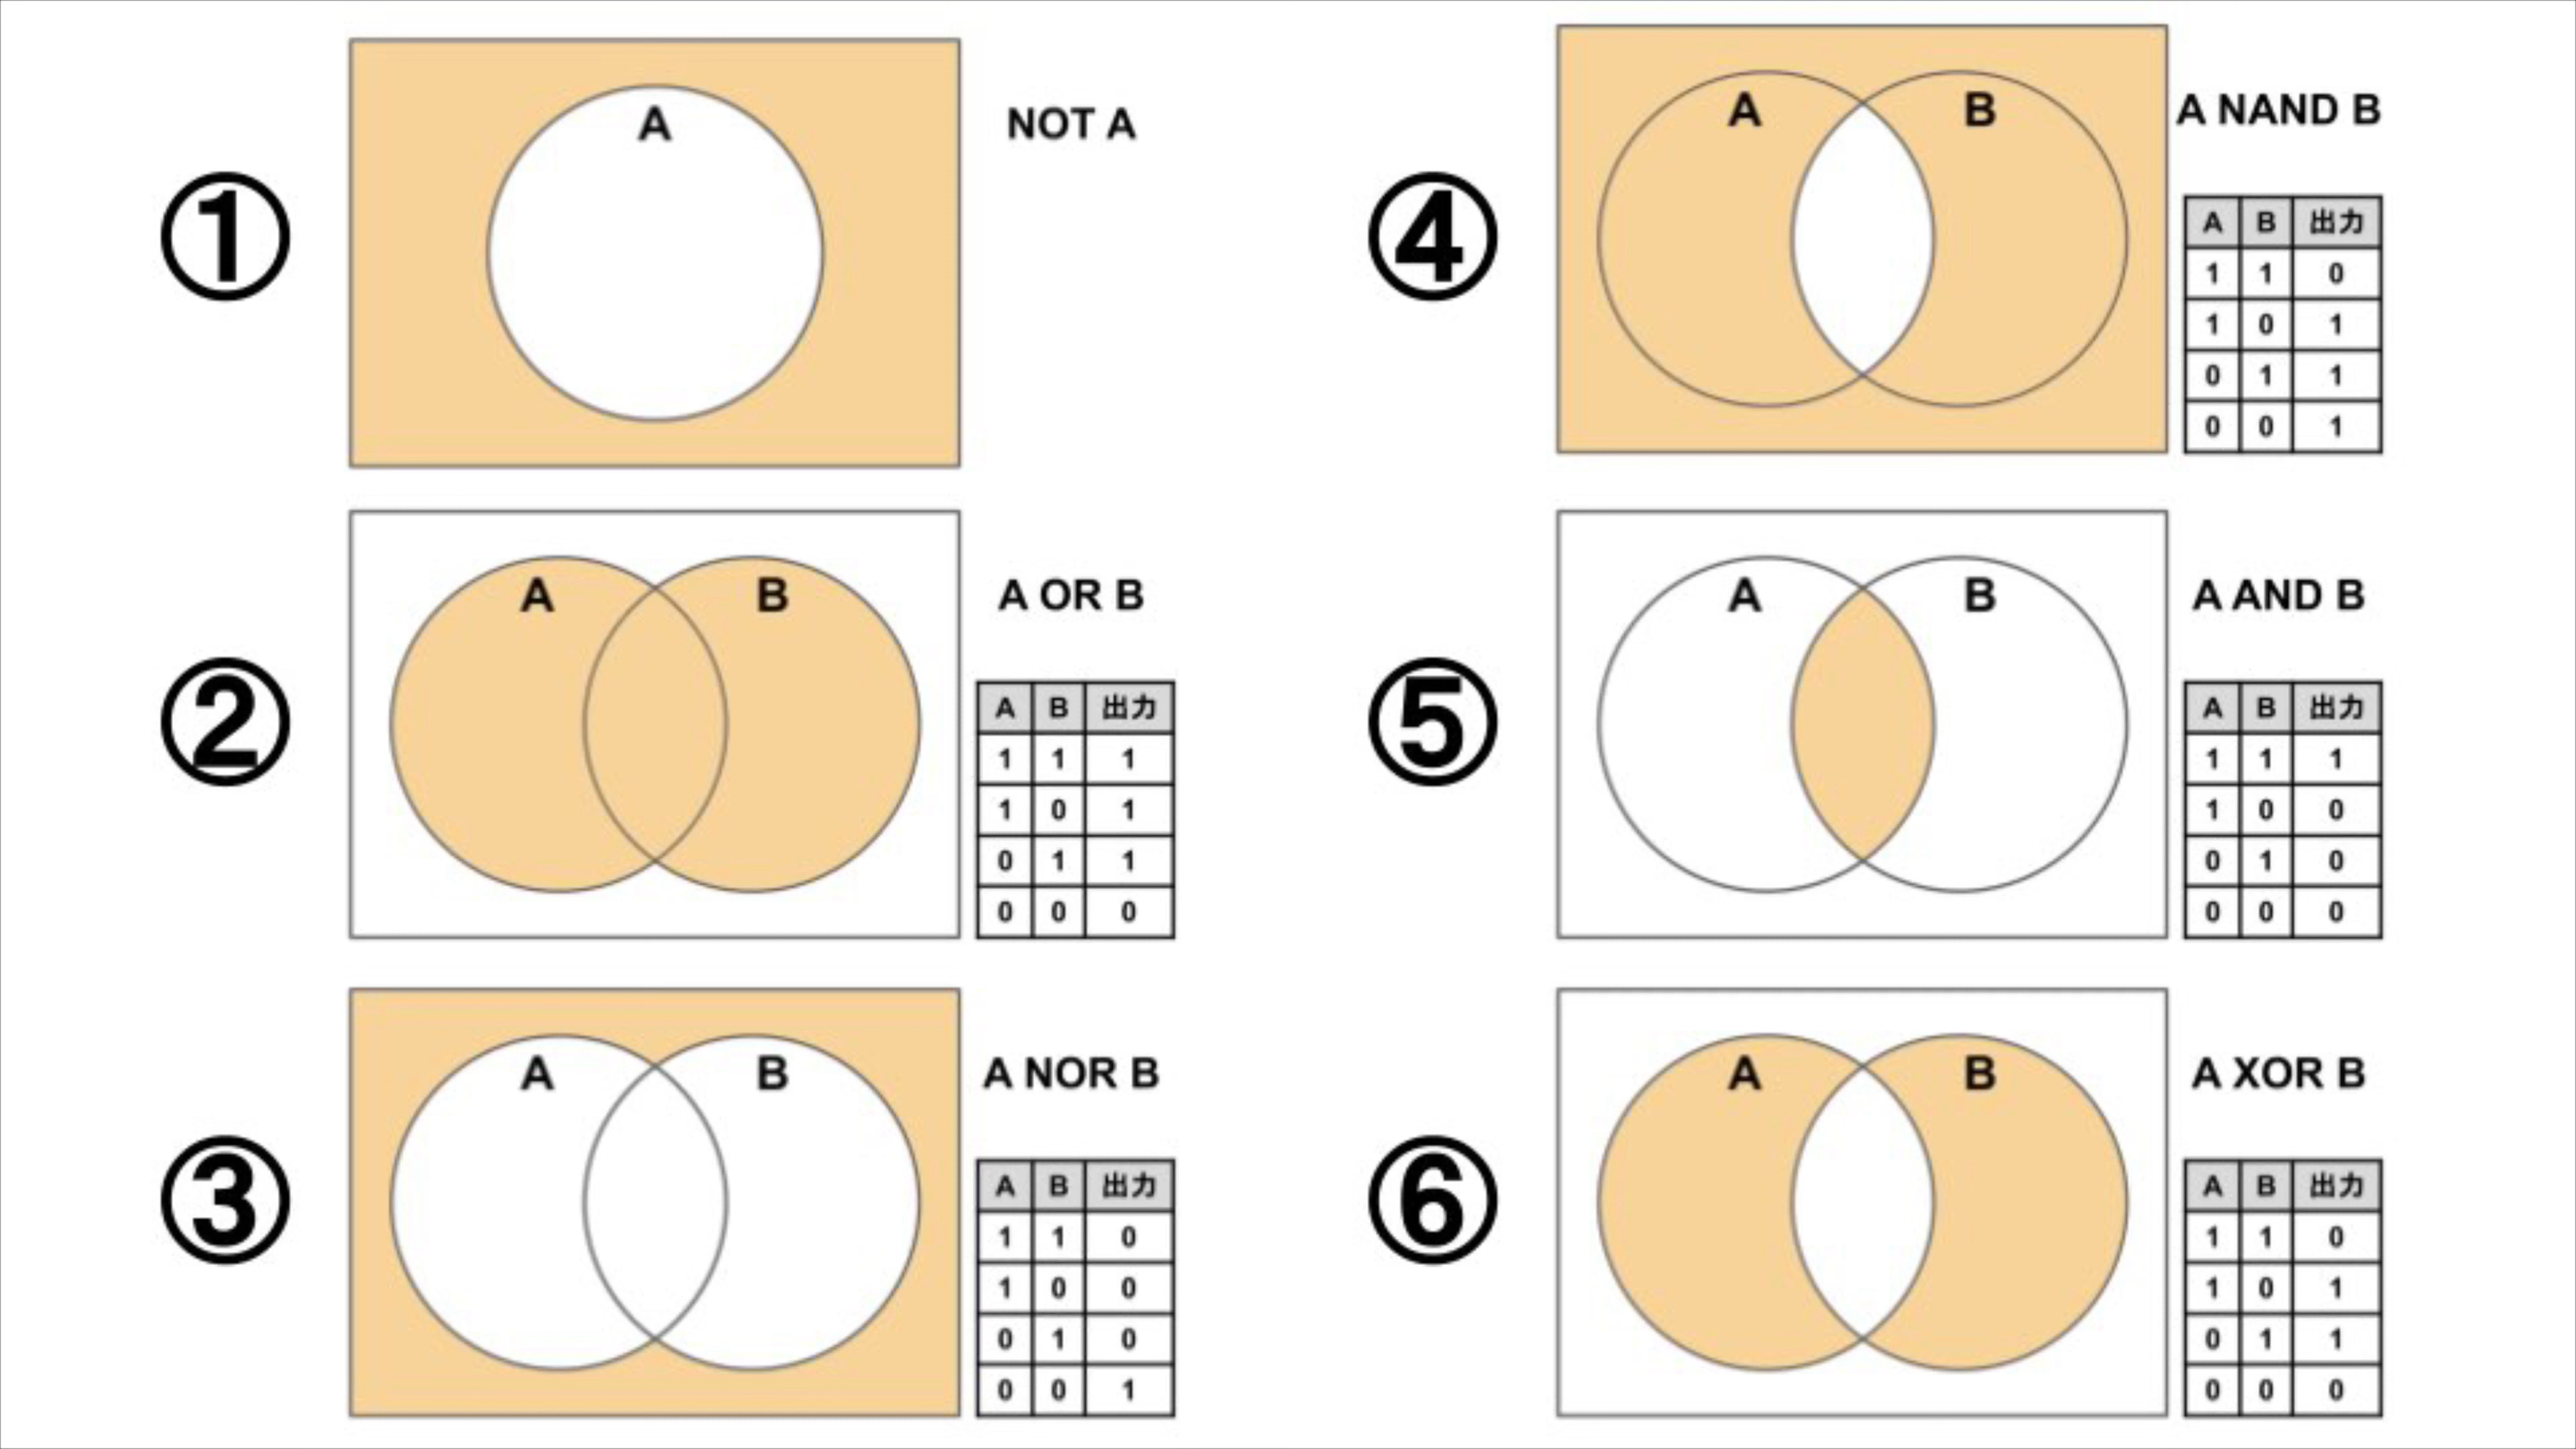 ①
A
NOT A
②
A B
A OR B
A B 出力
1 1 1
1 0 1
0 1 1
0 0 0
③
A B
A NOR B
A B 出力
1 1 0
1 0 0
0 1 0
0 0 1
④
A B
A NAND B
A B 出力
1 1 0
1 0 1
0 1 1
0 0 1
⑤
A B
A AND B
A B 出力
1 1 1
1 0 0
0 1 0
0 0 0
⑥
A B
A XOR B
A B 出力
1 1 0
1 0 1
0 1 1
0 0 0